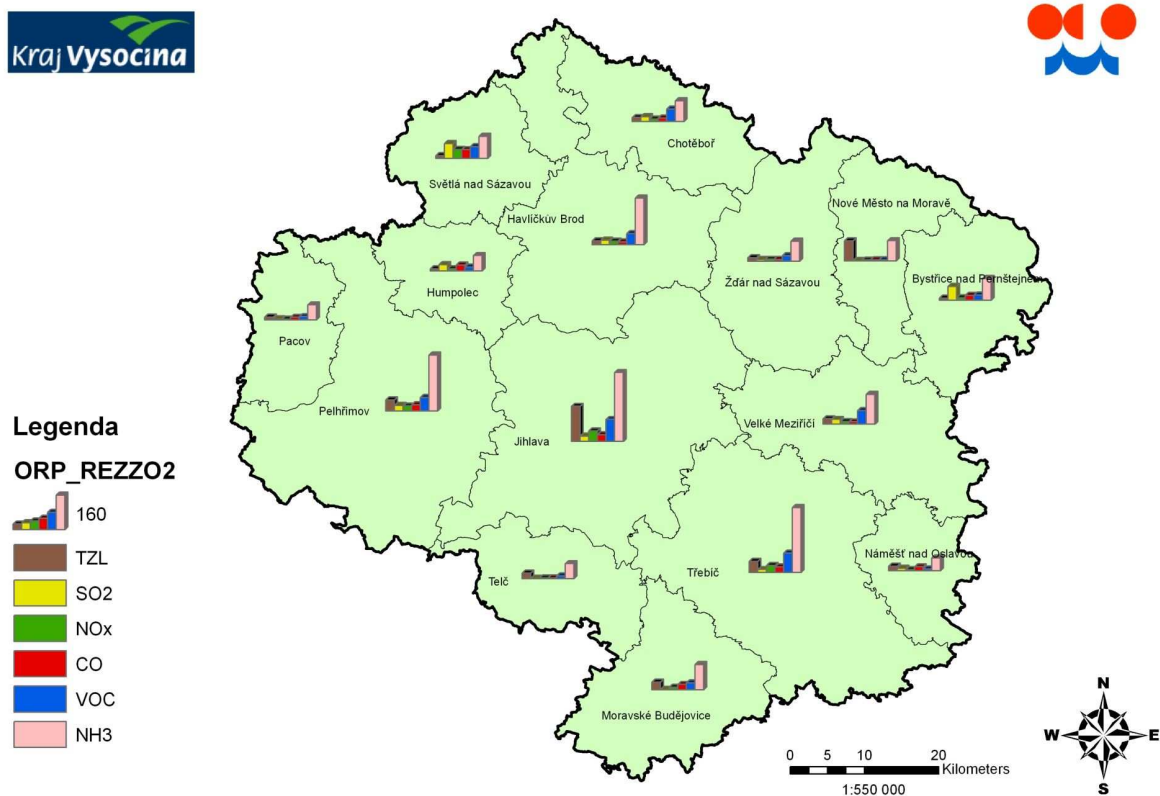 Kraj Vysočina
Chotěboř
Světlá nad Sázavou
Nové Město na Moravě
Havlíčkův Brod
Žďár nad Sázavou
Bystřice nad Pernštejnem
Humpolec
Pacov
Pelhřimov
Jihlava
Velké Meziříčí
Telč
Třebíč
Náměšť nad Oslavou
Moravské Budějovice
Legenda
ORP_REZZO2
160
TZL
SO2
NOx
CO
VOC
NH3
0 5 10 20
Kilometers
1:550 000
N
W E
S